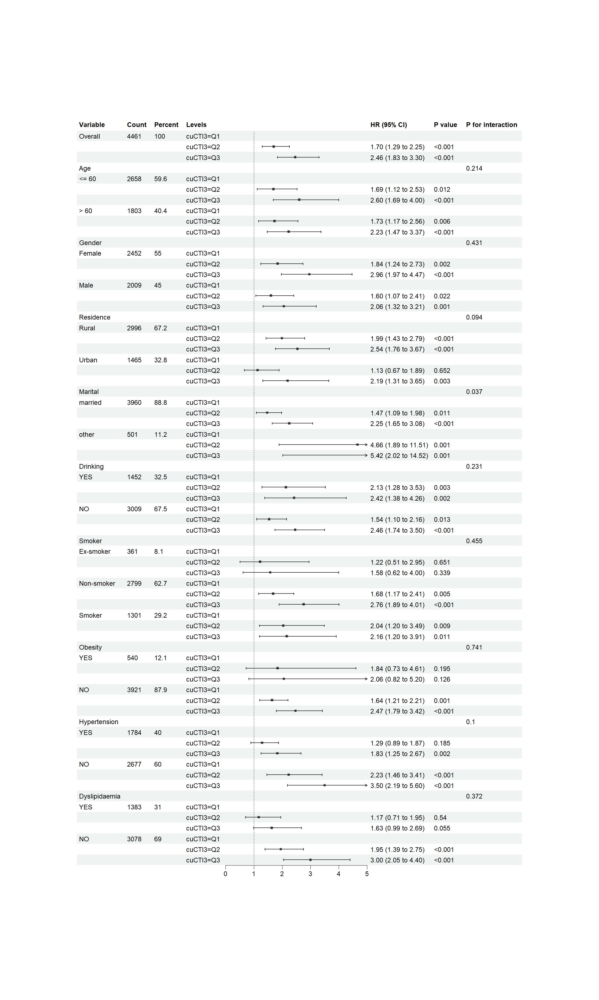 Variable Count Percent Levels HR (95% CI) P value P for interaction
Overall 4461 100 cuCTI3=Q1
cuCTI3=Q2 1.70 (1.29 to 2.25) <0.001
cuCTI3=Q3 2.46 (1.83 to 3.30) <0.001
Age 0.214
<= 60 2658 59.6 cuCTI3=Q1
cuCTI3=Q2 1.69 (1.12 to 2.53) 0.012
cuCTI3=Q3 2.60 (1.69 to 4.00) <0.001
> 60 1803 40.4 cuCTI3=Q1
cuCTI3=Q2 1.73 (1.17 to 2.56) 0.006
cuCTI3=Q3 2.23 (1.47 to 3.37) <0.001
Gender 0.431
Female 2452 55 cuCTI3=Q1
cuCTI3=Q2 1.84 (1.24 to 2.73) 0.002
cuCTI3=Q3 2.96 (1.97 to 4.47) <0.001
Male 2009 45 cuCTI3=Q1
cuCTI3=Q2 1.60 (1.07 to 2.41) 0.022
cuCTI3=Q3 2.06 (1.32 to 3.21) 0.001
Residence 0.094
Rural 2996 67.2 cuCTI3=Q1
cuCTI3=Q2 1.99 (1.43 to 2.79) <0.001
cuCTI3=Q3 2.54 (1.76 to 3.67) <0.001
Urban 1465 32.8 cuCTI3=Q1
cuCTI3=Q2 1.13 (0.67 to 1.89) 0.652
cuCTI3=Q3 2.19 (1.31 to 3.65) 0.003
Marital 0.037
married 3960 88.8 cuCTI3=Q1
cuCTI3=Q2 1.47 (1.09 to 1.98) 0.011
cuCTI3=Q3 2.25 (1.65 to 3.08) <0.001
other 501 11.2 cuCTI3=Q1
cuCTI3=Q2 4.66 (1.89 to 11.51) 0.001
cuCTI3=Q3 5.42 (2.02 to 14.52) 0.001
Drinking 0.231
YES 1452 32.5 cuCTI3=Q1
cuCTI3=Q2 2.13 (1.28 to 3.53) 0.003
cuCTI3=Q3 2.42 (1.38 to 4.26) 0.002
NO 3009 67.5 cuCTI3=Q1
cuCTI3=Q2 1.54 (1.10 to 2.16) 0.013
cuCTI3=Q3 2.46 (1.74 to 3.50) <0.001
Smoker 0.455
Ex-smoker 361 8.1 cuCTI3=Q1
cuCTI3=Q2 1.22 (0.51 to 2.95) 0.651
cuCTI3=Q3 1.58 (0.62 to 4.00) 0.339
Non-smoker 2799 62.7 cuCTI3=Q1
cuCTI3=Q2 1.68 (1.17 to 2.41) 0.005
cuCTI3=Q3 2.76 (1.89 to 4.01) <0.001
Smoker 1301 29.2 cuCTI3=Q1
cuCTI3=Q2 2.04 (1.20 to 3.49) 0.009
cuCTI3=Q3 2.16 (1.20 to 3.91) 0.011
Obesity 0.741
YES 540 12.1 cuCTI3=Q1
cuCTI3=Q2 1.84 (0.73 to 4.61) 0.195
cuCTI3=Q3 2.06 (0.82 to 5.20) 0.126
NO 3921 87.9 cuCTI3=Q1
cuCTI3=Q2 1.64 (1.21 to 2.21) 0.001
cuCTI3=Q3 2.47 (1.79 to 3.42) <0.001
Hypertension 0.1
YES 1784 40 cuCTI3=Q1
cuCTI3=Q2 1.29 (0.89 to 1.87) 0.185
cuCTI3=Q3 1.83 (1.25 to 2.67) 0.002
NO 2677 60 cuCTI3=Q1
cuCTI3=Q2 2.23 (1.46 to 3.41) <0.001
cuCTI3=Q3 3.50 (2.19 to 5.60) <0.001
Dyslipidaemia 0.372
YES 1383 31 cuCTI3=Q1
cuCTI3=Q2 1.17 (0.71 to 1.95) 0.54
cuCTI3=Q3 1.63 (0.99 to 2.69) 0.055
NO 3078 69 cuCTI3=Q1
cuCTI3=Q2 1.95 (1.39 to 2.75) <0.001
cuCTI3=Q3 3.00 (2.05 to 4.40) <0.001
0 1 2 3 4 5